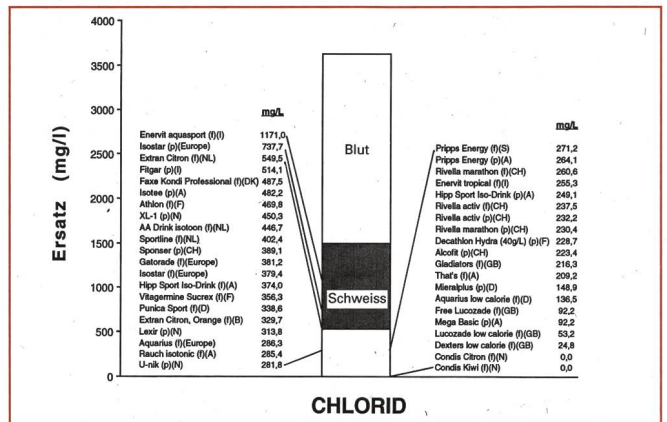 Ersatz (mg/l)
4000
3500
3000
2500
2000
1500
1000
500
0
mg/L
Enervit aquasport (f)(I) 1171,0
Isostar (p)(Europe) 737,7
Extran Citron (f)(NL) 549,5
Fitgar (p)(I) 514,1
Faxe Kondi Professional (f)(DK) 487,5
Isotee (p)(A) 482,2
Athlon (f)(F) 469,8
XL-1 (p)(N) 450,3
AA Drink isotoon (f)(NL) 446,7
Sportline (f)(NL) 402,4
Sponser (p)(CH) 389,1
Gatorade (f)(Europe) 381,2
Isostar (f)(Europe) 379,4
Hipp Sport Iso-Drink (f)(A) 374,0
Vitagermine Sucrex (f)(F) 356,3
Punica Sport (f)(D) 338,6
Extran Citron, Orange (f)(B) 329,7
Lexir (p)(N) 313,8
Aquarius (f)(Europe) 286,3
Rauch isotonic (f)(A) 285,4
U-nik (p)(N) 281,8
Blut
Schweiss
mg/L
Pripps Energy (f)(S) 271,2
Pripps Energy (p)(A) 264,1
Rivella marathon (f)(CH) 260,6
Enervit tropical (f)(I) 255,3
Hipp Sport Iso-Drink (p)(A) 249,1
Rivella activ (f)(CH) 237,5
Rivella activ (p)(CH) 232,2
Rivella marathon (p)(CH) 230,4
Decathlon Hydra (40g/L) (p)(F) 228,7
Alcofit (p)(CH) 223,4
Gladiators (f)(GB) 216,3
That's (f)(A) 209,2
Mieralplus (p)(D) 148,9
Aquarius low calorie (f)(D) 136,5
Free Lucozade (f)(GB) 92,2
Mega Basic (p)(A) 92,2
Lucozade low calorie (f)(GB) 53,2
Dexters low calorie (f)(GB) 24,8
Condis Citron (f)(N) 0,0
Condis Kiwi (f)(N) 0,0
CHLORID